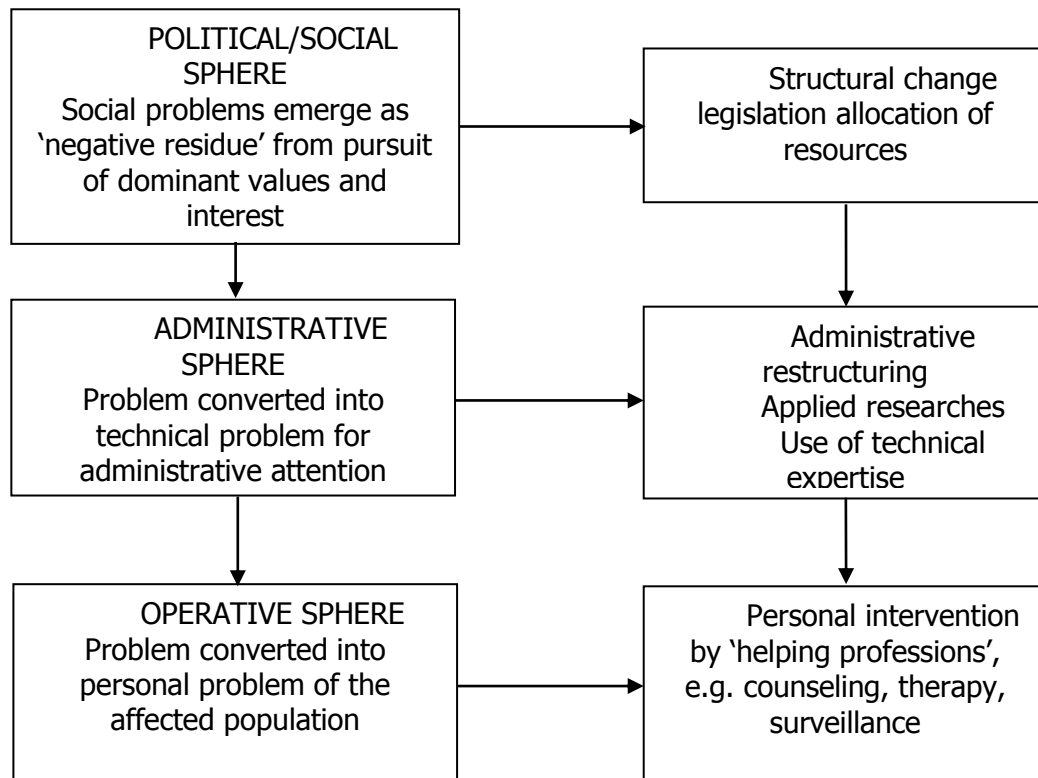 POLITICAL/SOCIAL
SPHERE
Social problems emerge as
‘negative residue’ from pursuit
of dominant values and
interest
Structural change
legislation allocation of
resources
ADMINISTRATIVE
SPHERE
Problem converted into
technical problem for
administrative attention
Administrative
restructuring
Applied researches
Use of technical
expertise
OPERATIVE SPHERE
Problem converted into
personal problem of the
affected population
Personal intervention
by ‘helping professions’,
e.g. counseling, therapy,
surveillance